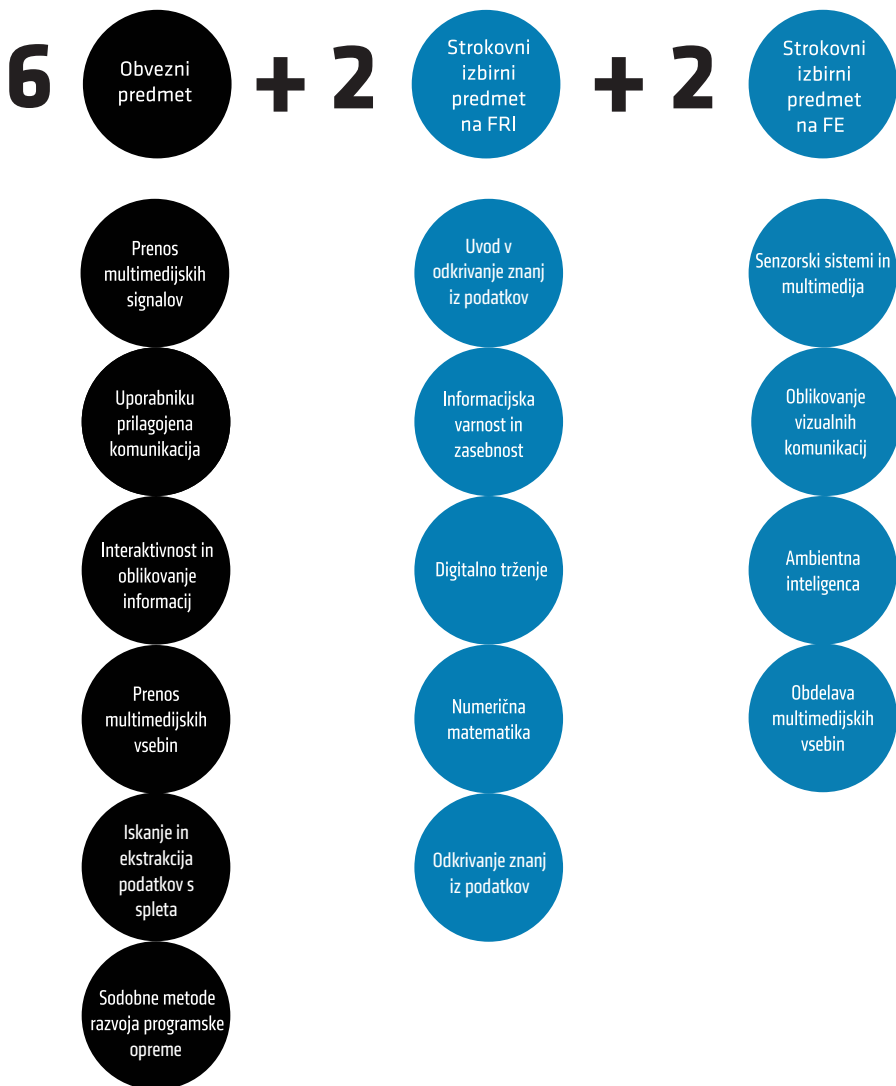 6
Obvezni
predmet
+ 2
Strokovni
izbirni
predmet
na FRI
+ 2
Strokovni
izbirni
predmet
na FE
Prenos
multimedijskih
signalov
Uporabniku
prilagojena
komunikacija
Interaktivnost in
oblikovanje
informacij
Prenos
multimedijskih
vsebin
Iskanje in
ekstrakcija
podatkov s
spleta
Sodobne metode
razvoja programske
opreme
Uvod v
odkrivanje znanj
iz podatkov
Informacijska
varnost in
zasebnost
Digitalno trženje
Numerična
matematika
Odkrivanje znanj
iz podatkov
Senzorski sistemi in
multimedija
Oblikovanje
vizualnih
komunikacij
Ambientna
inteligenca
Obdelava
multimedijskih
vsebin